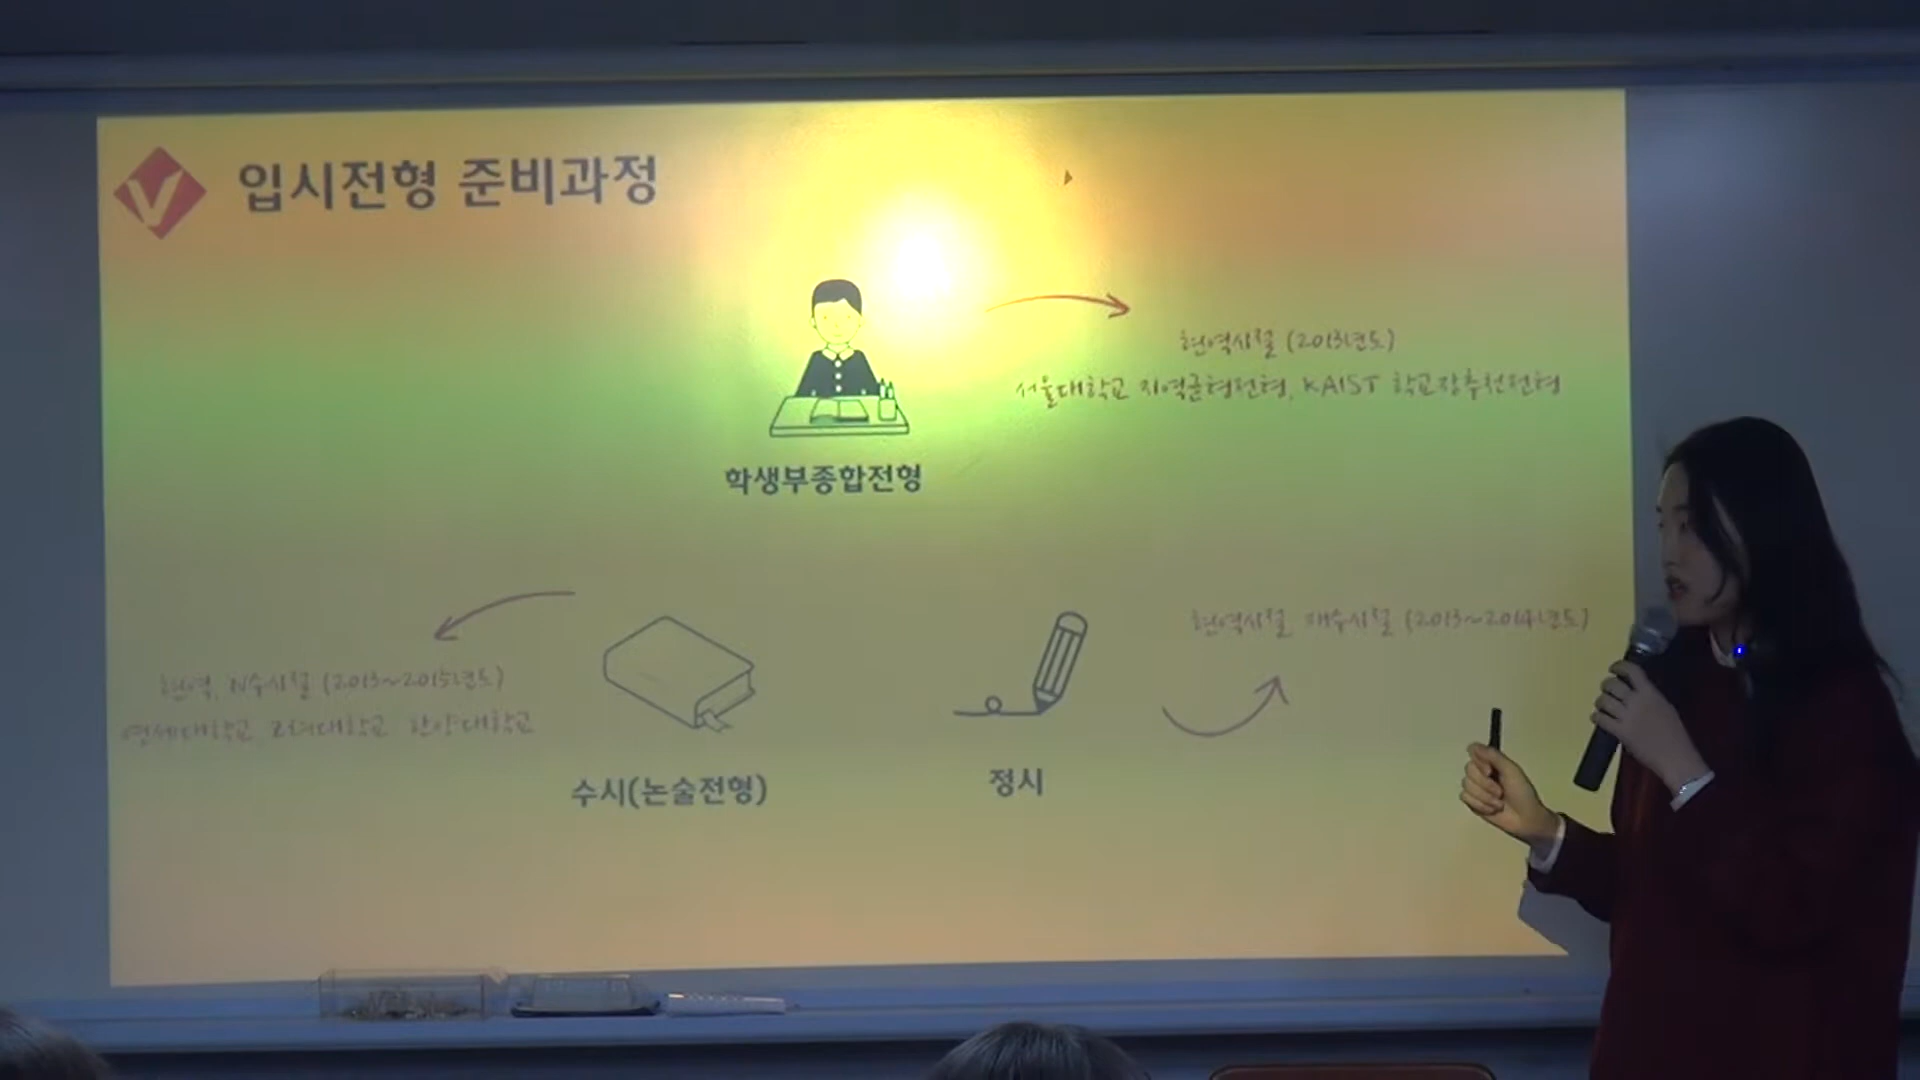 입시전형 준비과정
현역시절 (2013년도)
서울대학교 지역균형전형, KAIST 학교장추천전형
학생부종합전형
현역시절, 재수시절 (2013~2014년도)
현역, N수시절 (2013~2015년도)
연세대학교, 고려대학교, 한양대학교
수시(논술전형)
정시